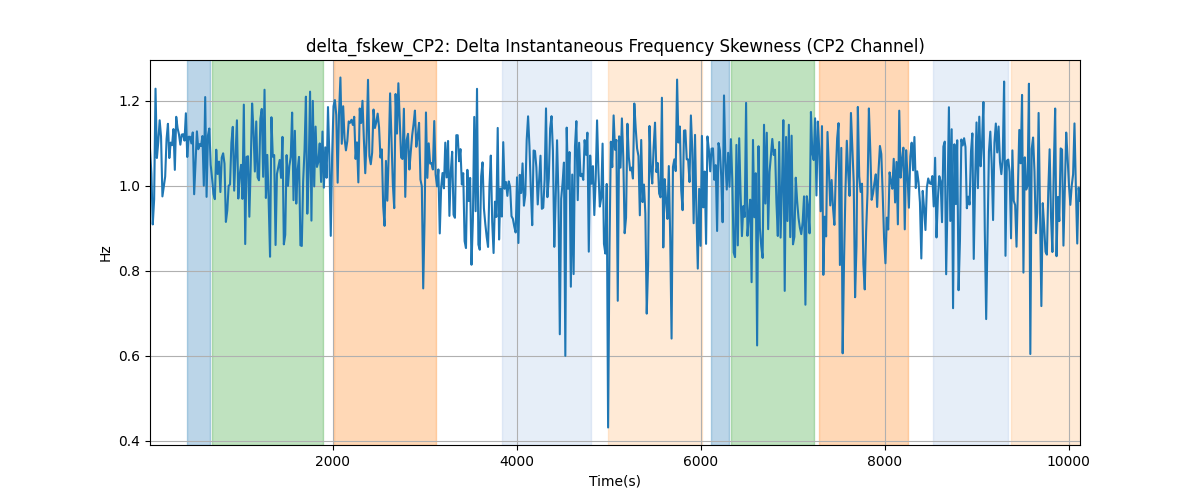 delta_fskew_CP2: Delta Instantaneous Frequency Skewness (CP2 Channel)
1.2
1.0
0.8
0.6
0.4
Hz
2000 4000 6000 8000 10000
Time(s)